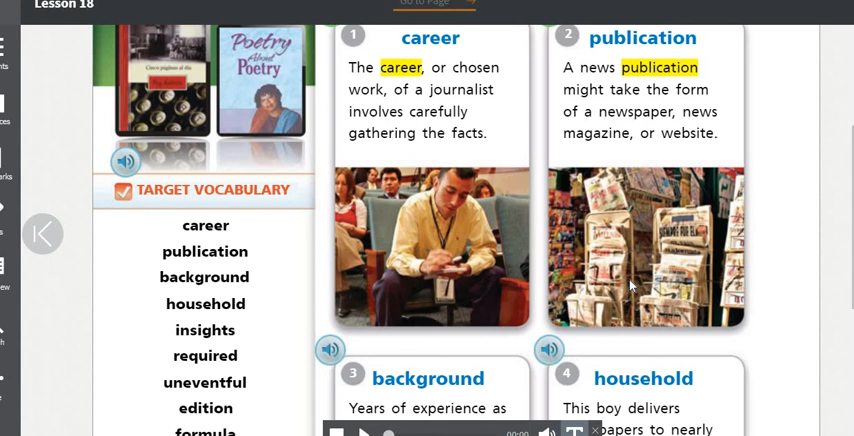 Lesson 18
Go to Page
Poetry
About
Poetry
TARGET VOCABULARY
career
publication
background
household
insights
required
uneventful
edition
formula
1
career
The career, or chosen
work, of a journalist
involves carefully
gathering the facts.
2
publication
A news publication
might take the form
of a newspaper, news
magazine, or website.
3
background
Years of experience as
4
household
This boy delivers
papers to nearly
00:00